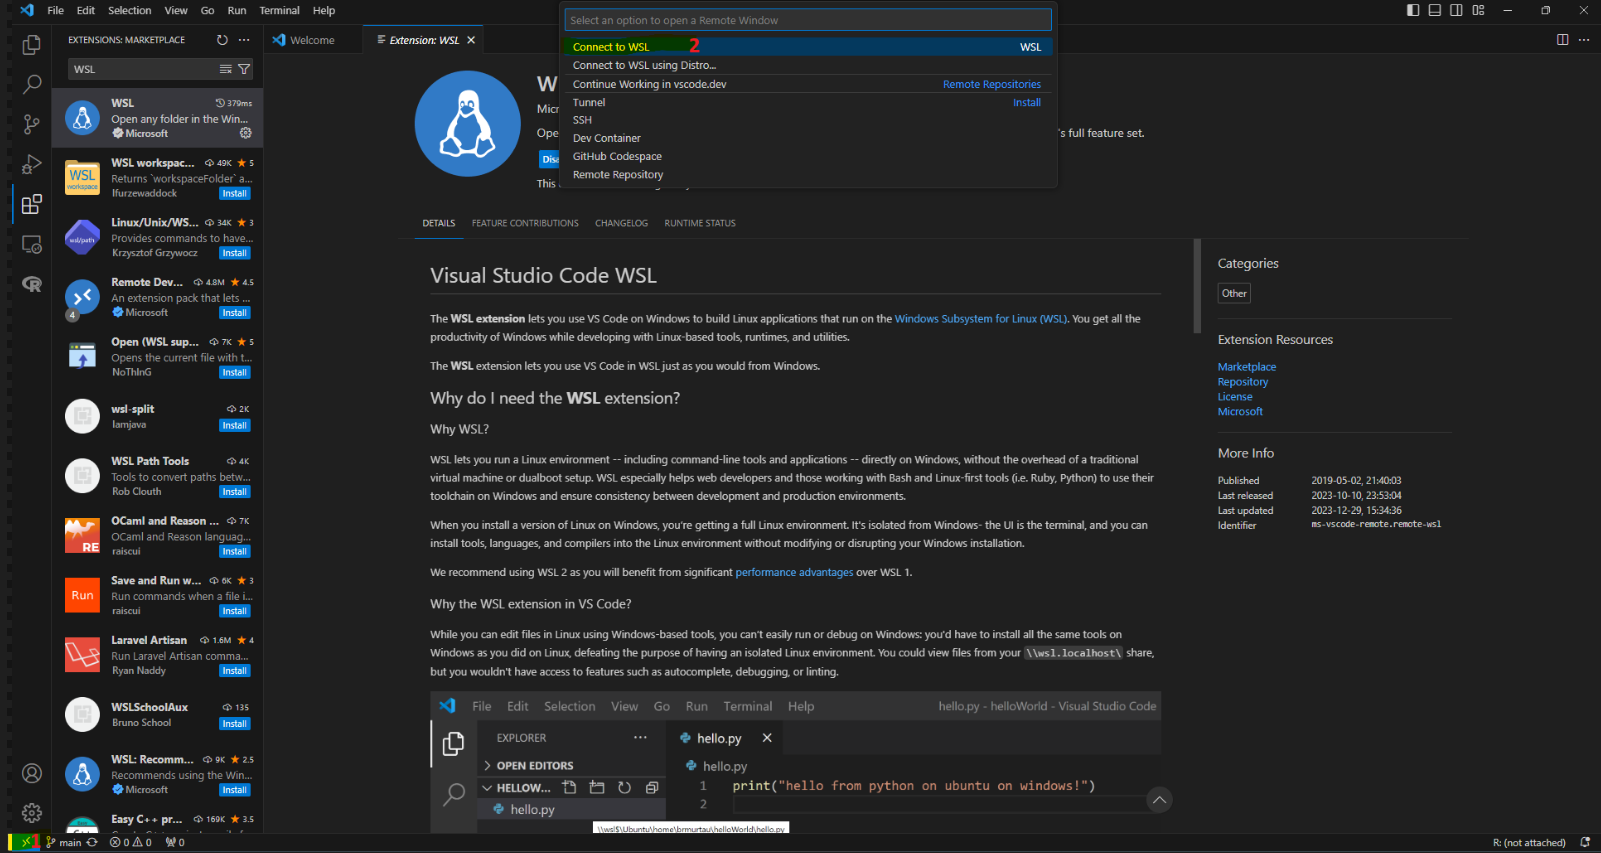 File Edit Selection View Go Run Terminal Help
Select an option to open a Remote Window
Connect to WSL 2 WSL
Connect to WSL using Distro...
Continue Working in vscode.dev Remote Repositories
Tunnel Install
SSH
Dev Container
GitHub Codespace
Remote Repository
EXTENSIONS: MARKETPLACE
WSL
WSL 379ms
Open any folder in the Win...
Microsoft
WSL workspac... 49K 5
Returns `workspaceFolder` a...
lfurzewaddock Install
Linux/Unix/WS... 34K 3
Provides commands to have...
Krzysztof Grzywocz Install
Remote Dev... 4.8M 4.5
An extension pack that lets ...
4 Microsoft Install
Open (WSL sup... 7K 5
Opens the current file with t...
NoThInG Install
wsl-split 2K
Iamjava Install
WSL Path Tools 4K
Tools to convert paths betw...
Rob Clouth Install
OCaml and Reason ... 7K
OCaml and Reason languag...
raiscui Install
Save and Run w... 6K 3
Run commands when a file i...
raiscui Install
Laravel Artisan 1.6M 4
Run Laravel Artisan comma...
Ryan Naddy Install
WSLSchoolAux 135
Bruno School Install
WSL: Recomm... 9K 2.5
Recommends using the Win...
Microsoft Install
Easy C++ pr... 169K 3.5
WSL
workspace
wsl/path
RE
Run
Welcome Extension: WSL
W
Micr
Ope 's full feature set.
Disa
This
DETAILS FEATURE CONTRIBUTIONS CHANGELOG RUNTIME STATUS
Visual Studio Code WSL
The WSL extension lets you use VS Code on Windows to build Linux applications that run on the Windows Subsystem for Linux (WSL). You get all the
productivity of Windows while developing with Linux-based tools, runtimes, and utilities.
The WSL extension lets you use VS Code in WSL just as you would from Windows.
Why do I need the WSL extension?
Why WSL?
WSL lets you run a Linux environment -- including command-line tools and applications -- directly on Windows, without the overhead of a traditional
virtual machine or dualboot setup. WSL especially helps web developers and those working with Bash and Linux-first tools (i.e. Ruby, Python) to use their
toolchain on Windows and ensure consistency between development and production environments.
When you install a version of Linux on Windows, you're getting a full Linux environment. It's isolated from Windows- the UI is the terminal, and you can
install tools, languages, and compilers into the Linux environment without modifying or disrupting your Windows installation.
We recommend using WSL 2 as you will benefit from significant performance advantages over WSL 1.
Why the WSL extension in VS Code?
While you can edit files in Linux using Windows-based tools, you can't easily run or debug on Windows: you'd have to install all the same tools on
Windows as you did on Linux, defeating the purpose of having an isolated Linux environment. You could view files from your \\wsl.localhost\ share,
but you wouldn't have access to features such as autocomplete, debugging, or linting.
File Edit Selection View Go Run Terminal Help hello.py - helloWorld - Visual Studio Code
EXPLORER ... hello.py
OPEN EDITORS hello.py
HELLOW... 1 print("hello from python on ubuntu on windows!")
hello.py 2
\\wsl$\Ubuntu\home\brmurtau\helloWorld\hello.py
Categories
Other
Extension Resources
Marketplace
Repository
License
Microsoft
More Info
Published 2019-05-02, 21:40:03
Last released 2023-10-10, 23:53:04
Last updated 2023-12-29, 15:34:36
Identifier ms-vscode-remote.remote-wsl
1 main 0 0 0 R: (not attached)